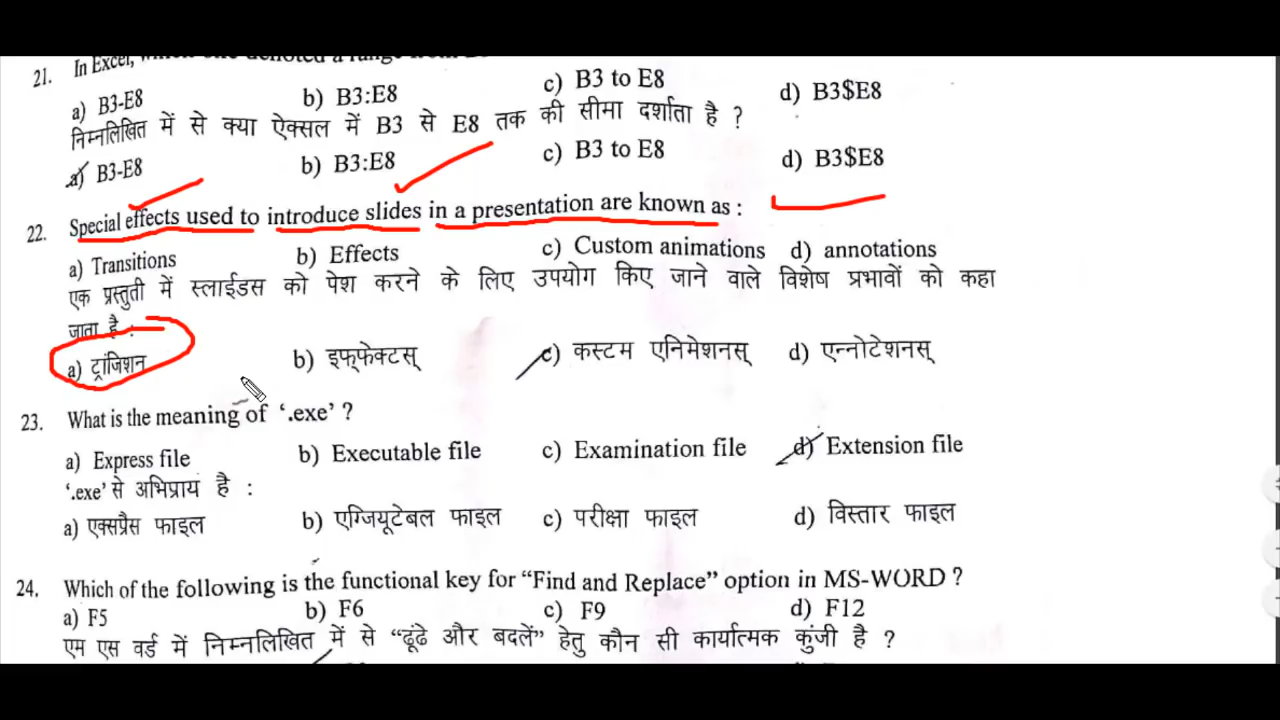 21. In Excel, which one denoted a range from
a) B3-E8 b) B3:E8 c) B3 to E8 d) B3$E8
निम्नलिखित में से क्या ऐक्सल में B3 से E8 तक की सीमा दर्शाता है ?
a) B3-E8 b) B3:E8 c) B3 to E8 d) B3$E8
22. Special effects used to introduce slides in a presentation are known as :
a) Transitions b) Effects c) Custom animations d) annotations
एक प्रस्तुती में स्लाईडस को पेश करने के लिए उपयोग किए जाने वाले विशेष प्रभावों को कहा
जाता है :
a) ट्रांजिशन b) इफ्फेक्टस् c) कस्टम एनिमेशनस् d) एन्नोटेशनस्
23. What is the meaning of '.exe' ?
a) Express file b) Executable file c) Examination file d) Extension file
'.exe' से अभिप्राय है :
a) एक्सप्रैस फाइल b) एग्जियूटेबल फाइल c) परीक्षा फाइल d) विस्तार फाइल
24. Which of the following is the functional key for "Find and Replace" option in MS-WORD ?
a) F5 b) F6 c) F9 d) F12
एम एस वर्ड में निम्नलिखित में से "ढूंढे और बदलें" हेतु कौन सी कार्यात्मक कुंजी है ?